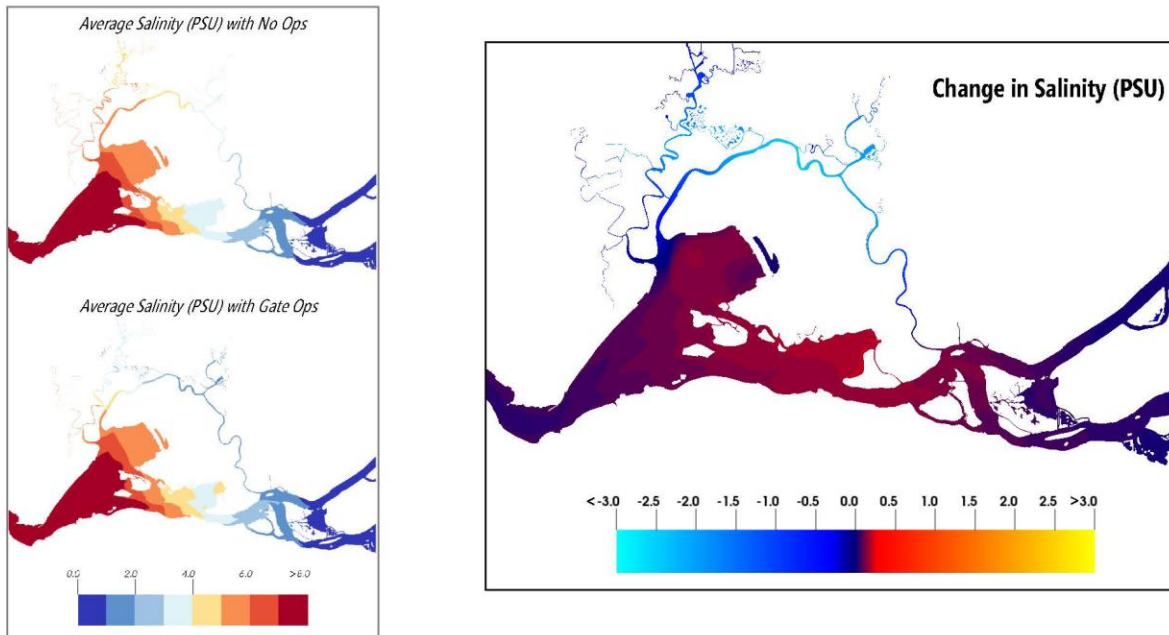 Average Salinity (PSU) with No Ops
Average Salinity (PSU) with Gate Ops
0.0 2.0 4.0 6.0 >8.0
Change in Salinity (PSU)
<-3.0 -2.5 -2.0 -1.5 -1.0 -0.5 0.0 0.5 1.0 1.5 2.0 2.5 >3.0